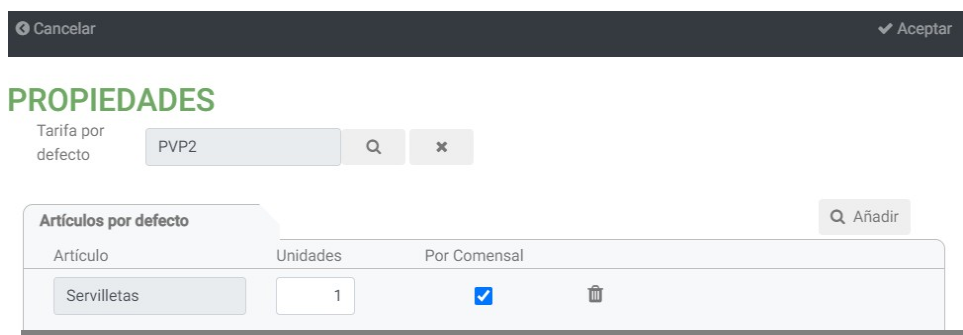 Cancelar
Aceptar
PROPIEDADES
Tarifa por
defecto
PVP2
Añadir
Artículos por defecto
Artículo Unidades Por Comensal
Servilletas 1